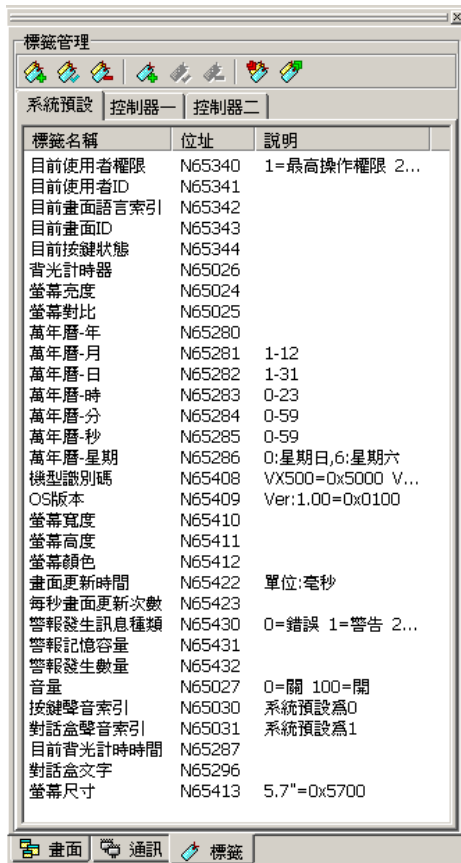 標籤管理
系統預設 控制器一 控制器二
標籤名稱 位址 說明
目前使用者權限 N65340 1=最高操作權限 2...
目前使用者ID N65341
目前畫面語言索引 N65342
目前畫面ID N65343
目前按鍵狀態 N65344
背光計時器 N65026
螢幕亮度 N65024
螢幕對比 N65025
萬年曆-年 N65280
萬年曆-月 N65281 1-12
萬年曆-日 N65282 1-31
萬年曆-時 N65283 0-23
萬年曆-分 N65284 0-59
萬年曆-秒 N65285 0-59
萬年曆-星期 N65286 0:星期日,6:星期六
機型識別碼 N65408 VX500=0x5000 V...
OS版本 N65409 Ver:1.00=0x0100
螢幕寬度 N65410
螢幕高度 N65411
螢幕顏色 N65412
畫面更新時間 N65422 單位:毫秒
每秒畫面更新次數 N65423
警報發生訊息種類 N65430 0=錯誤 1=警告 2...
警報記憶容量 N65431
警報發生數量 N65432
音量 N65027 0=關 100=開
按鍵聲音索引 N65030 系統預設為0
對話盒聲音索引 N65031 系統預設為1
目前背光計時時間 N65287
對話盒文字 N65296
螢幕尺寸 N65413 5.7"=0x5700
畫面 通訊 標籤